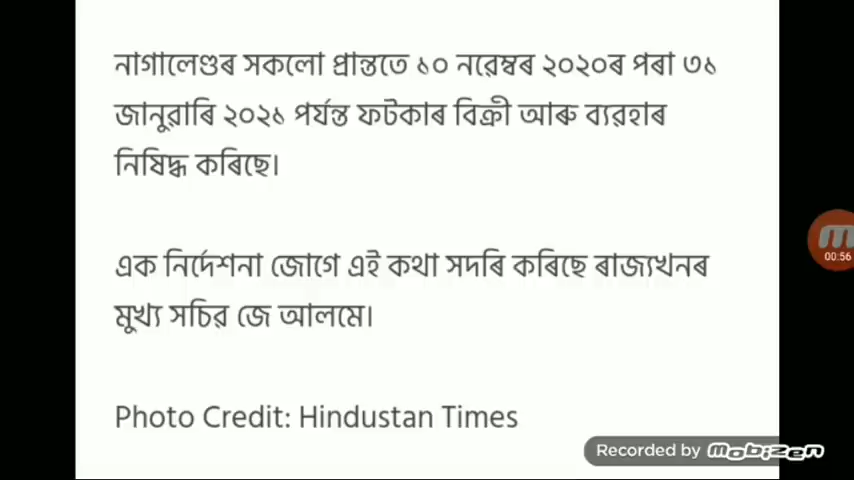 নাগালেণ্ডৰ সকলো প্ৰান্ততে ১০ নৱেম্বৰ ২০২০ৰ পৰা ৩১
জানুৱাৰি ২০২১ পৰ্যন্ত ফটকাৰ বিক্ৰী আৰু ব্যৱহাৰ
নিষিদ্ধ কৰিছে।
এক নিৰ্দেশনা জোগে এই কথা সদৰি কৰিছে ৰাজ্যখনৰ
মুখ্য সচিৱ জে আলমে।
Photo Credit: Hindustan Times
00:56
Recorded by Mobizen